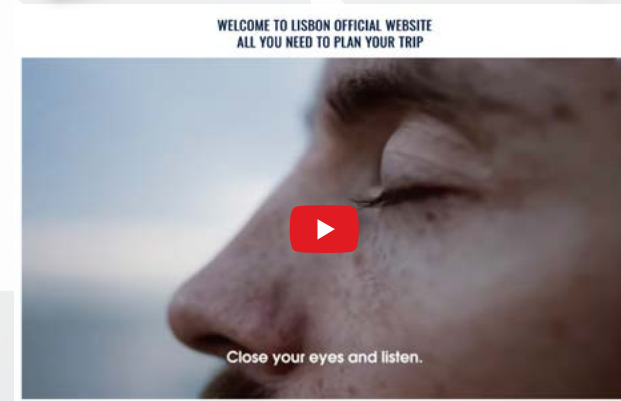 WELCOME TO LISBON OFFICIAL WEBSITE
ALL YOU NEED TO PLAN YOUR TRIP
Close your eyes and listen.